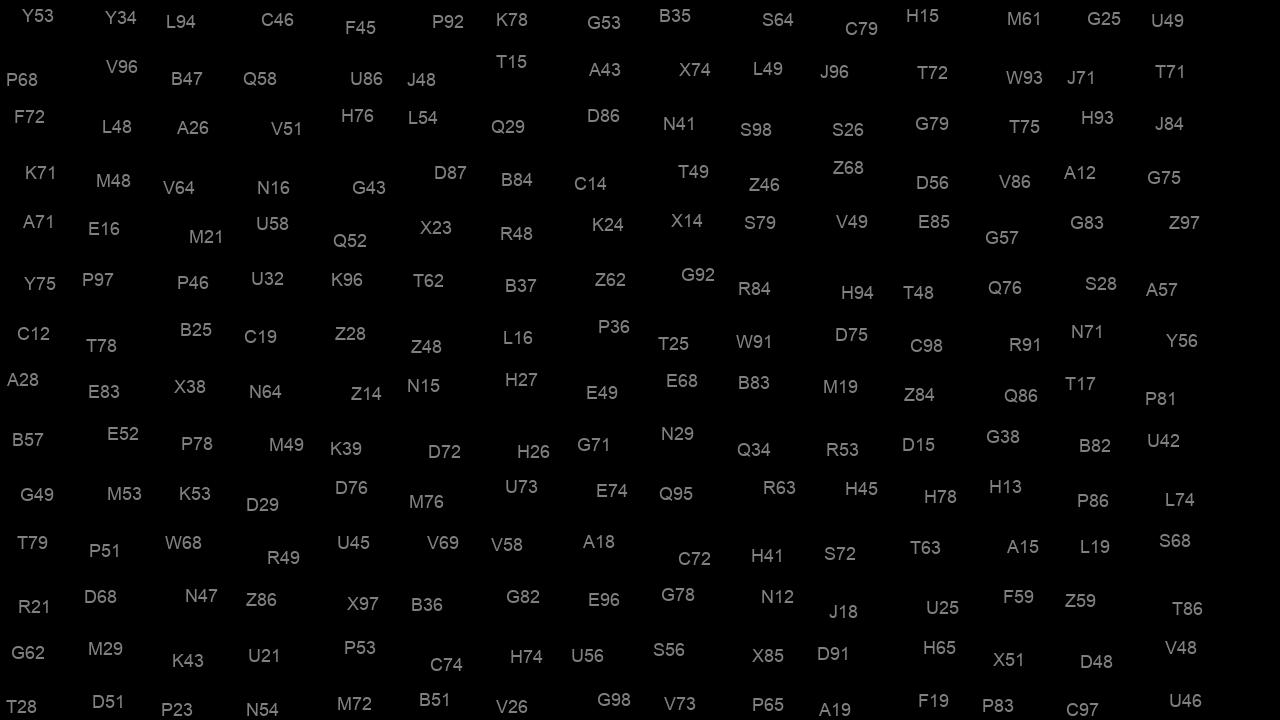 Y53 Y34 L94 C46 F45 P92 K78 G53 B35 S64 C79 H15 M61 G25 U49
P68 V96 B47 Q58 U86 J48 T15 A43 X74 L49 J96 T72 W93 J71 T71
F72 L48 A26 V51 H76 L54 Q29 D86 N41 S98 S26 G79 T75 H93 J84
K71 M48 V64 N16 G43 D87 B84 C14 T49 Z46 Z68 D56 V86 A12 G75
A71 E16 M21 U58 Q52 X23 R48 K24 X14 S79 V49 E85 G57 G83 Z97
Y75 P97 P46 U32 K96 T62 B37 Z62 G92 R84 H94 T48 Q76 S28 A57
C12 T78 B25 C19 Z28 Z48 L16 P36 T25 W91 D75 C98 R91 N71 Y56
A28 E83 X38 N64 Z14 N15 H27 E49 E68 B83 M19 Z84 Q86 T17 P81
B57 E52 P78 M49 K39 D72 H26 G71 N29 Q34 R53 D15 G38 B82 U42
G49 M53 K53 D29 D76 M76 U73 E74 Q95 R63 H45 H78 H13 P86 L74
T79 P51 W68 R49 U45 V69 V58 A18 C72 H41 S72 T63 A15 L19 S68
R21 D68 N47 Z86 X97 B36 G82 E96 G78 N12 J18 U25 F59 Z59 T86
G62 M29 K43 U21 P53 C74 H74 U56 S56 X85 D91 H65 X51 D48 V48
T28 D51 P23 N54 M72 B51 V26 G98 V73 P65 A19 F19 P83 C97 U46